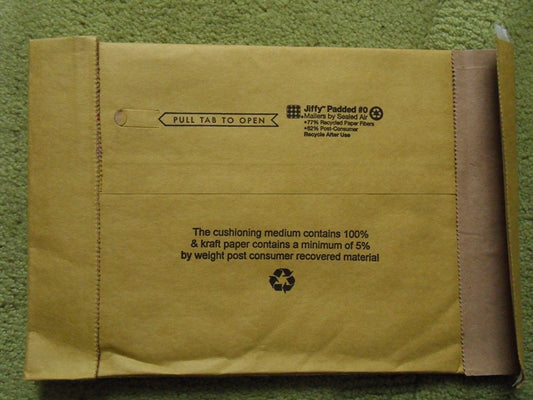 PULL TAB TO OPEN
Jiffy™ Padded #0
Mailers by Sealed Air
•77% Recycled Paper Fibers
•62% Post-Consumer
Recycle After Use
The cushioning medium contains 100%
& kraft paper contains a minimum of 5%
by weight post consumer recovered material